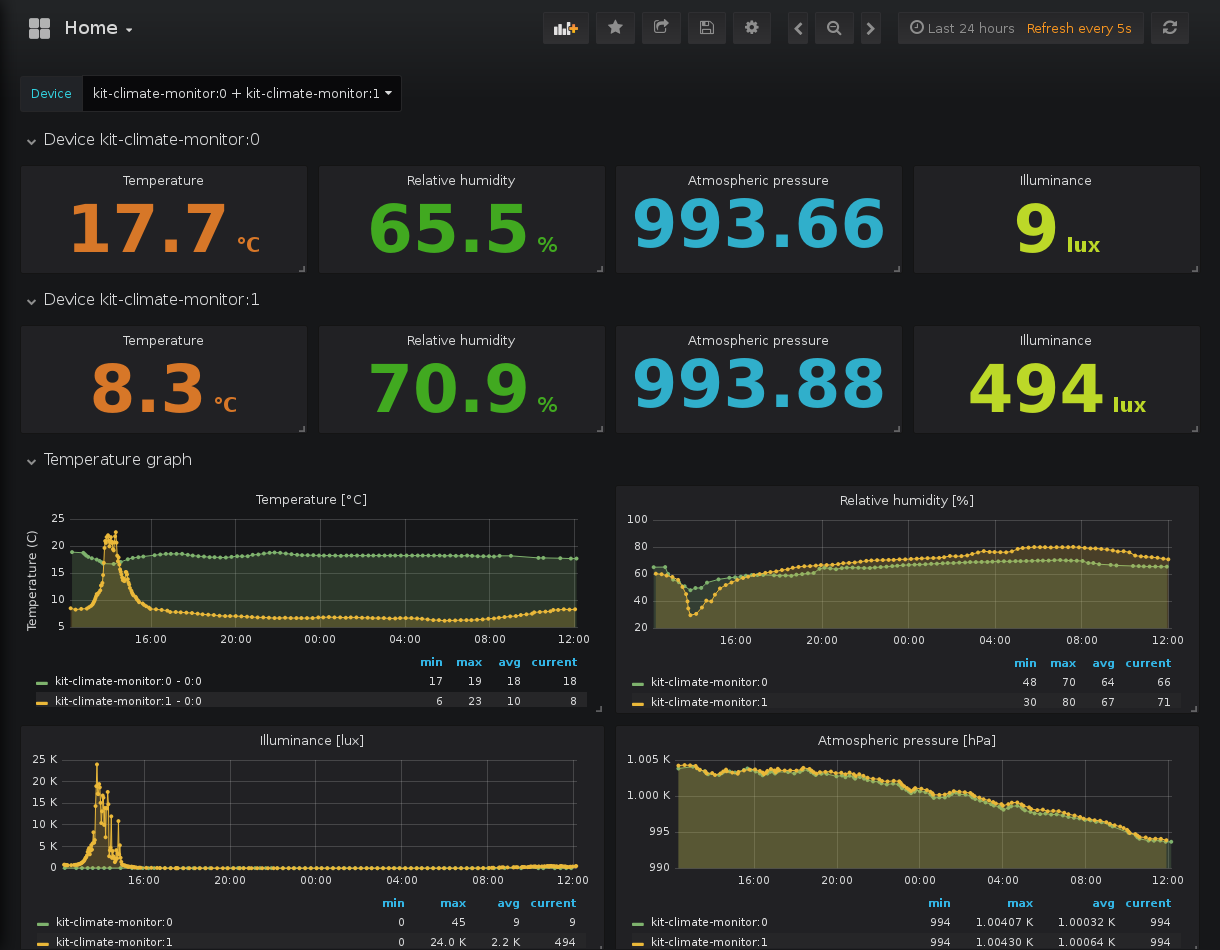 Home
Last 24 hours Refresh every 5s
Device kit-climate-monitor:0 + kit-climate-monitor:1
Device kit-climate-monitor:0
Temperature Relative humidity Atmospheric pressure Illuminance
17.7 °C 65.5 % 993.66 9 lux
Device kit-climate-monitor:1
Temperature Relative humidity Atmospheric pressure Illuminance
8.3 °C 70.9 % 993.88 494 lux
Temperature graph
Temperature [°C]
Temperature (C)
25
20
15
10
5
16:00 20:00 00:00 04:00 08:00 12:00
min max avg current
kit-climate-monitor:0 - 0:0 17 19 18 18
kit-climate-monitor:1 - 0:0 6 23 10 8
Relative humidity [%]
100
80
60
40
20
16:00 20:00 00:00 04:00 08:00 12:00
min max avg current
kit-climate-monitor:0 48 70 64 66
kit-climate-monitor:1 30 80 67 71
Illuminance [lux]
25 K
20 K
15 K
10 K
5 K
0
16:00 20:00 00:00 04:00 08:00 12:00
min max avg current
kit-climate-monitor:0 0 45 9 9
kit-climate-monitor:1 0 24.0 K 2.2 K 494
Atmospheric pressure [hPa]
1.005 K
1.000 K
995
990
16:00 20:00 00:00 04:00 08:00 12:00
min max avg current
kit-climate-monitor:0 994 1.00407 K 1.00032 K 994
kit-climate-monitor:1 994 1.00430 K 1.00064 K 994